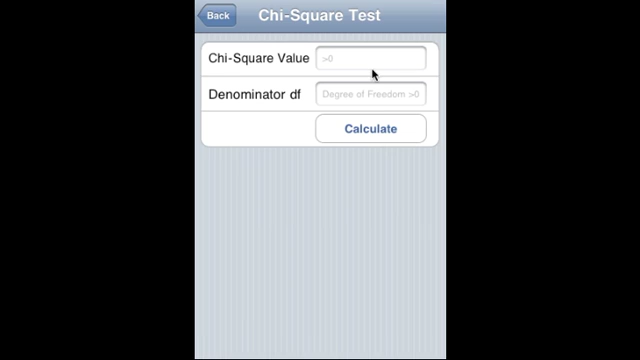 Back
Chi-Square Test
Chi-Square Value >0
Denominator df Degree of Freedom >0
Calculate